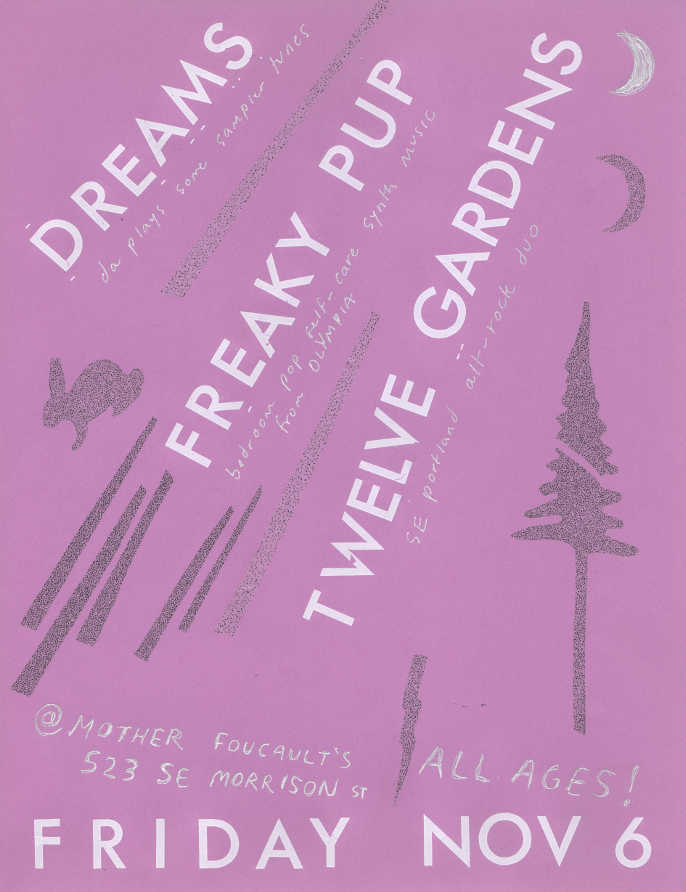 DREAMS
da plays some sampler tunes
FREAKY PUP
bedroom pop self-care synth music
from OLYMPIA
TWELVE GARDENS
SE portland alt-rock duo
@ MOTHER FOUCAULT'S
523 SE MORRISON ST
ALL AGES!
FRIDAY NOV 6